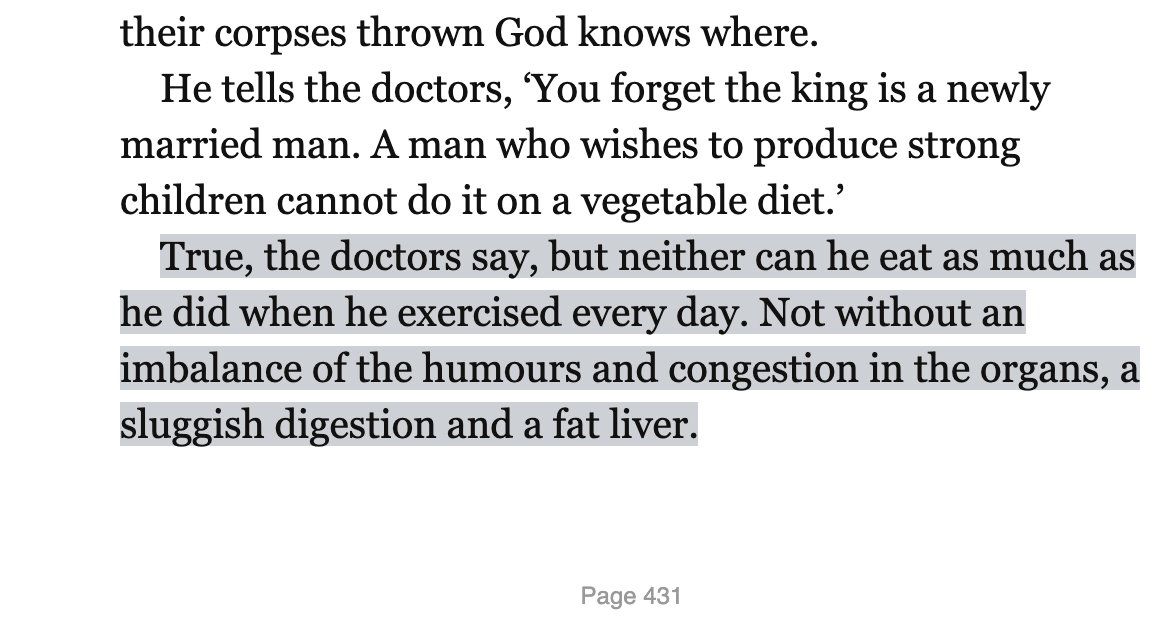 their corpses thrown God knows where.
He tells the doctors, ‘You forget the king is a newly
married man. A man who wishes to produce strong
children cannot do it on a vegetable diet.’
True, the doctors say, but neither can he eat as much as
he did when he exercised every day. Not without an
imbalance of the humours and congestion in the organs, a
sluggish digestion and a fat liver.
Page 431